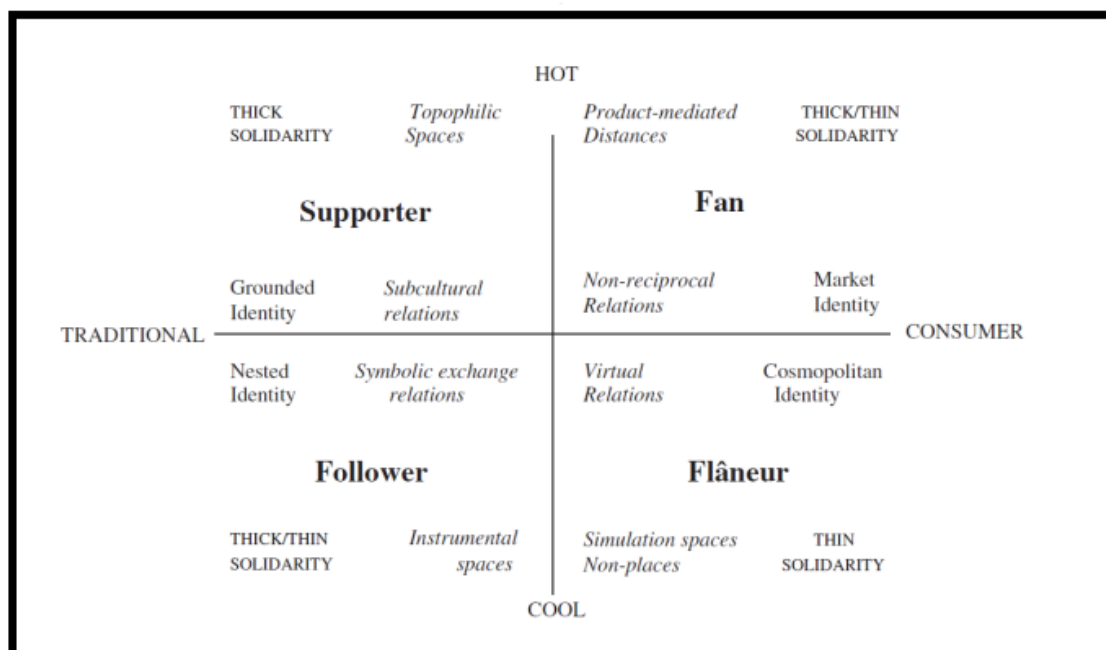 HOT
THICK SOLIDARITY
Topophilic Spaces
Product-mediated Distances
THICK/THIN SOLIDARITY
Supporter
Fan
Grounded Identity
Subcultural relations
Non-reciprocal Relations
Market Identity
TRADITIONAL
CONSUMER
Nested Identity
Symbolic exchange relations
Virtual Relations
Cosmopolitan Identity
Follower
Flâneur
THICK/THIN SOLIDARITY
Instrumental spaces
Simulation spaces Non-places
THIN SOLIDARITY
COOL